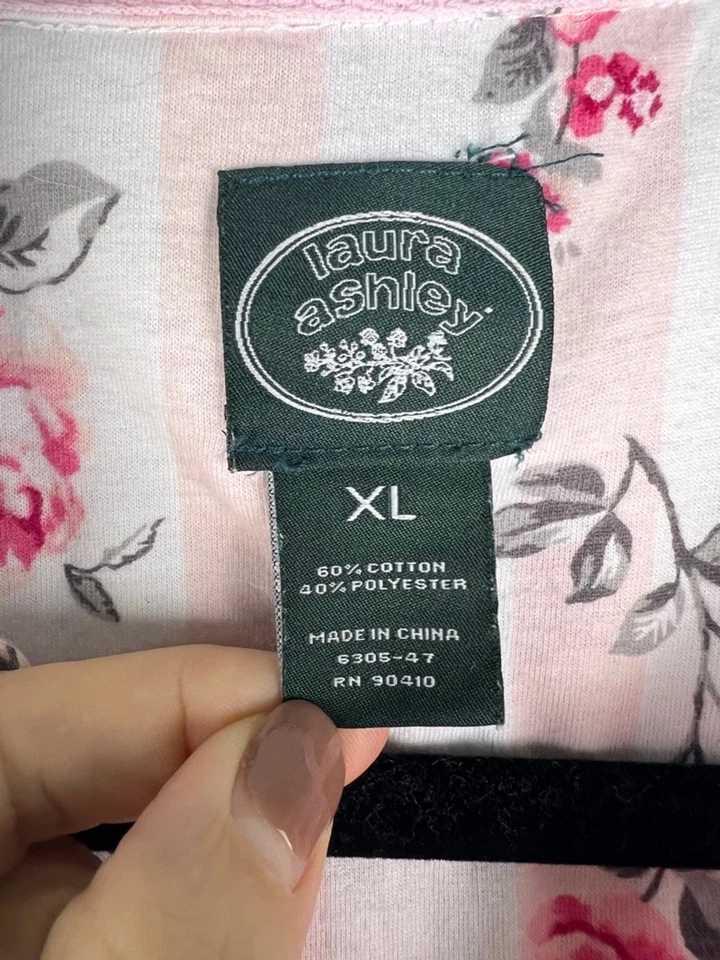 laura
ashley
XL
60% COTTON
40% POLYESTER
MADE IN CHINA
6305-47
RN 90410